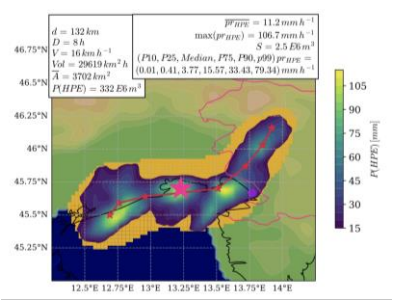 d = 132 km
D = 8 h
V = 16 km h⁻¹
Vol = 29619 km² h
A̅ = 3702 km²
P(HPE) = 332 E6 m³
p̅r̅_HPE = 11.2 mm h⁻¹
max(pr_HPE) = 106.7 mm h⁻¹
S = 2.5 E6 m³
(P10, P25, Median, P75, P90, p99) pr_HPE =
(0.01, 0.41, 3.77, 15.57, 33.43, 79.34) mm h⁻¹
46.75°N
46.5°N
46.25°N
46°N
45.75°N
45.5°N
45.25°N
12.5°E 12.75°E 13°E 13.25°E 13.5°E 13.75°E 14°E
105
90
75
60
45
30
15
P(HPE) [mm]